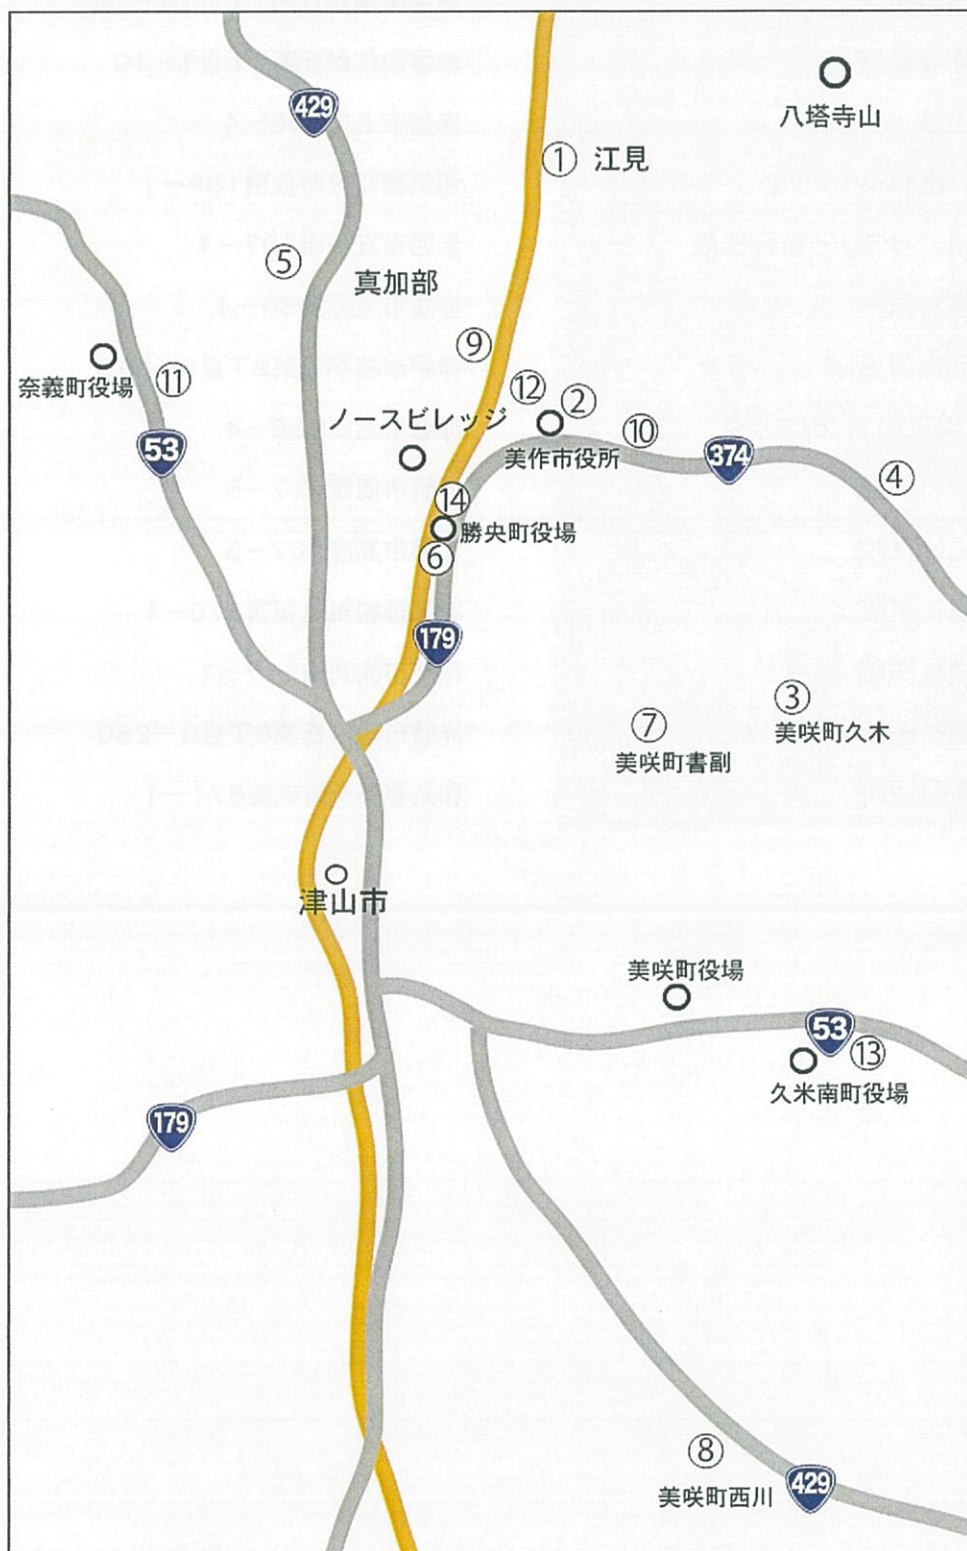 429
八塔寺山
① 江見
⑤
真加部
⑨
奈義町役場
⑪
⑫
②
ノースビレッジ
⑩
53
美作市役所
374
④
⑭
勝央町役場
⑥
179
③
美咲町久木
⑦
美咲町書副
津山市
美咲町役場
53
⑬
久米南町役場
179
⑧
美咲町西川
429